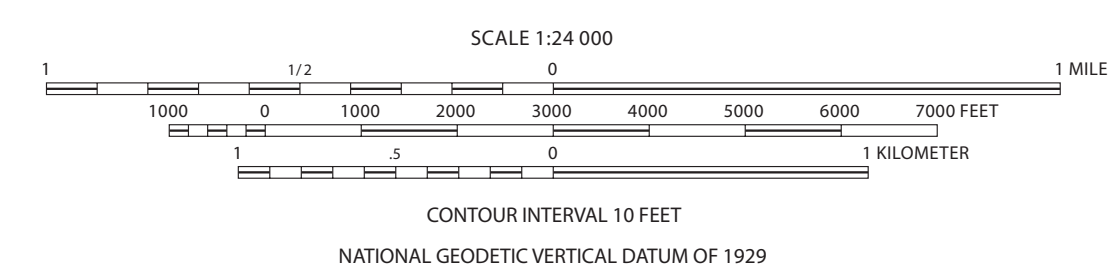 SCALE 1:24 000
1 1/2 0 1 MILE
1000 0 1000 2000 3000 4000 5000 6000 7000 FEET
1 .5 0 1 KILOMETER
CONTOUR INTERVAL 10 FEET
NATIONAL GEODETIC VERTICAL DATUM OF 1929